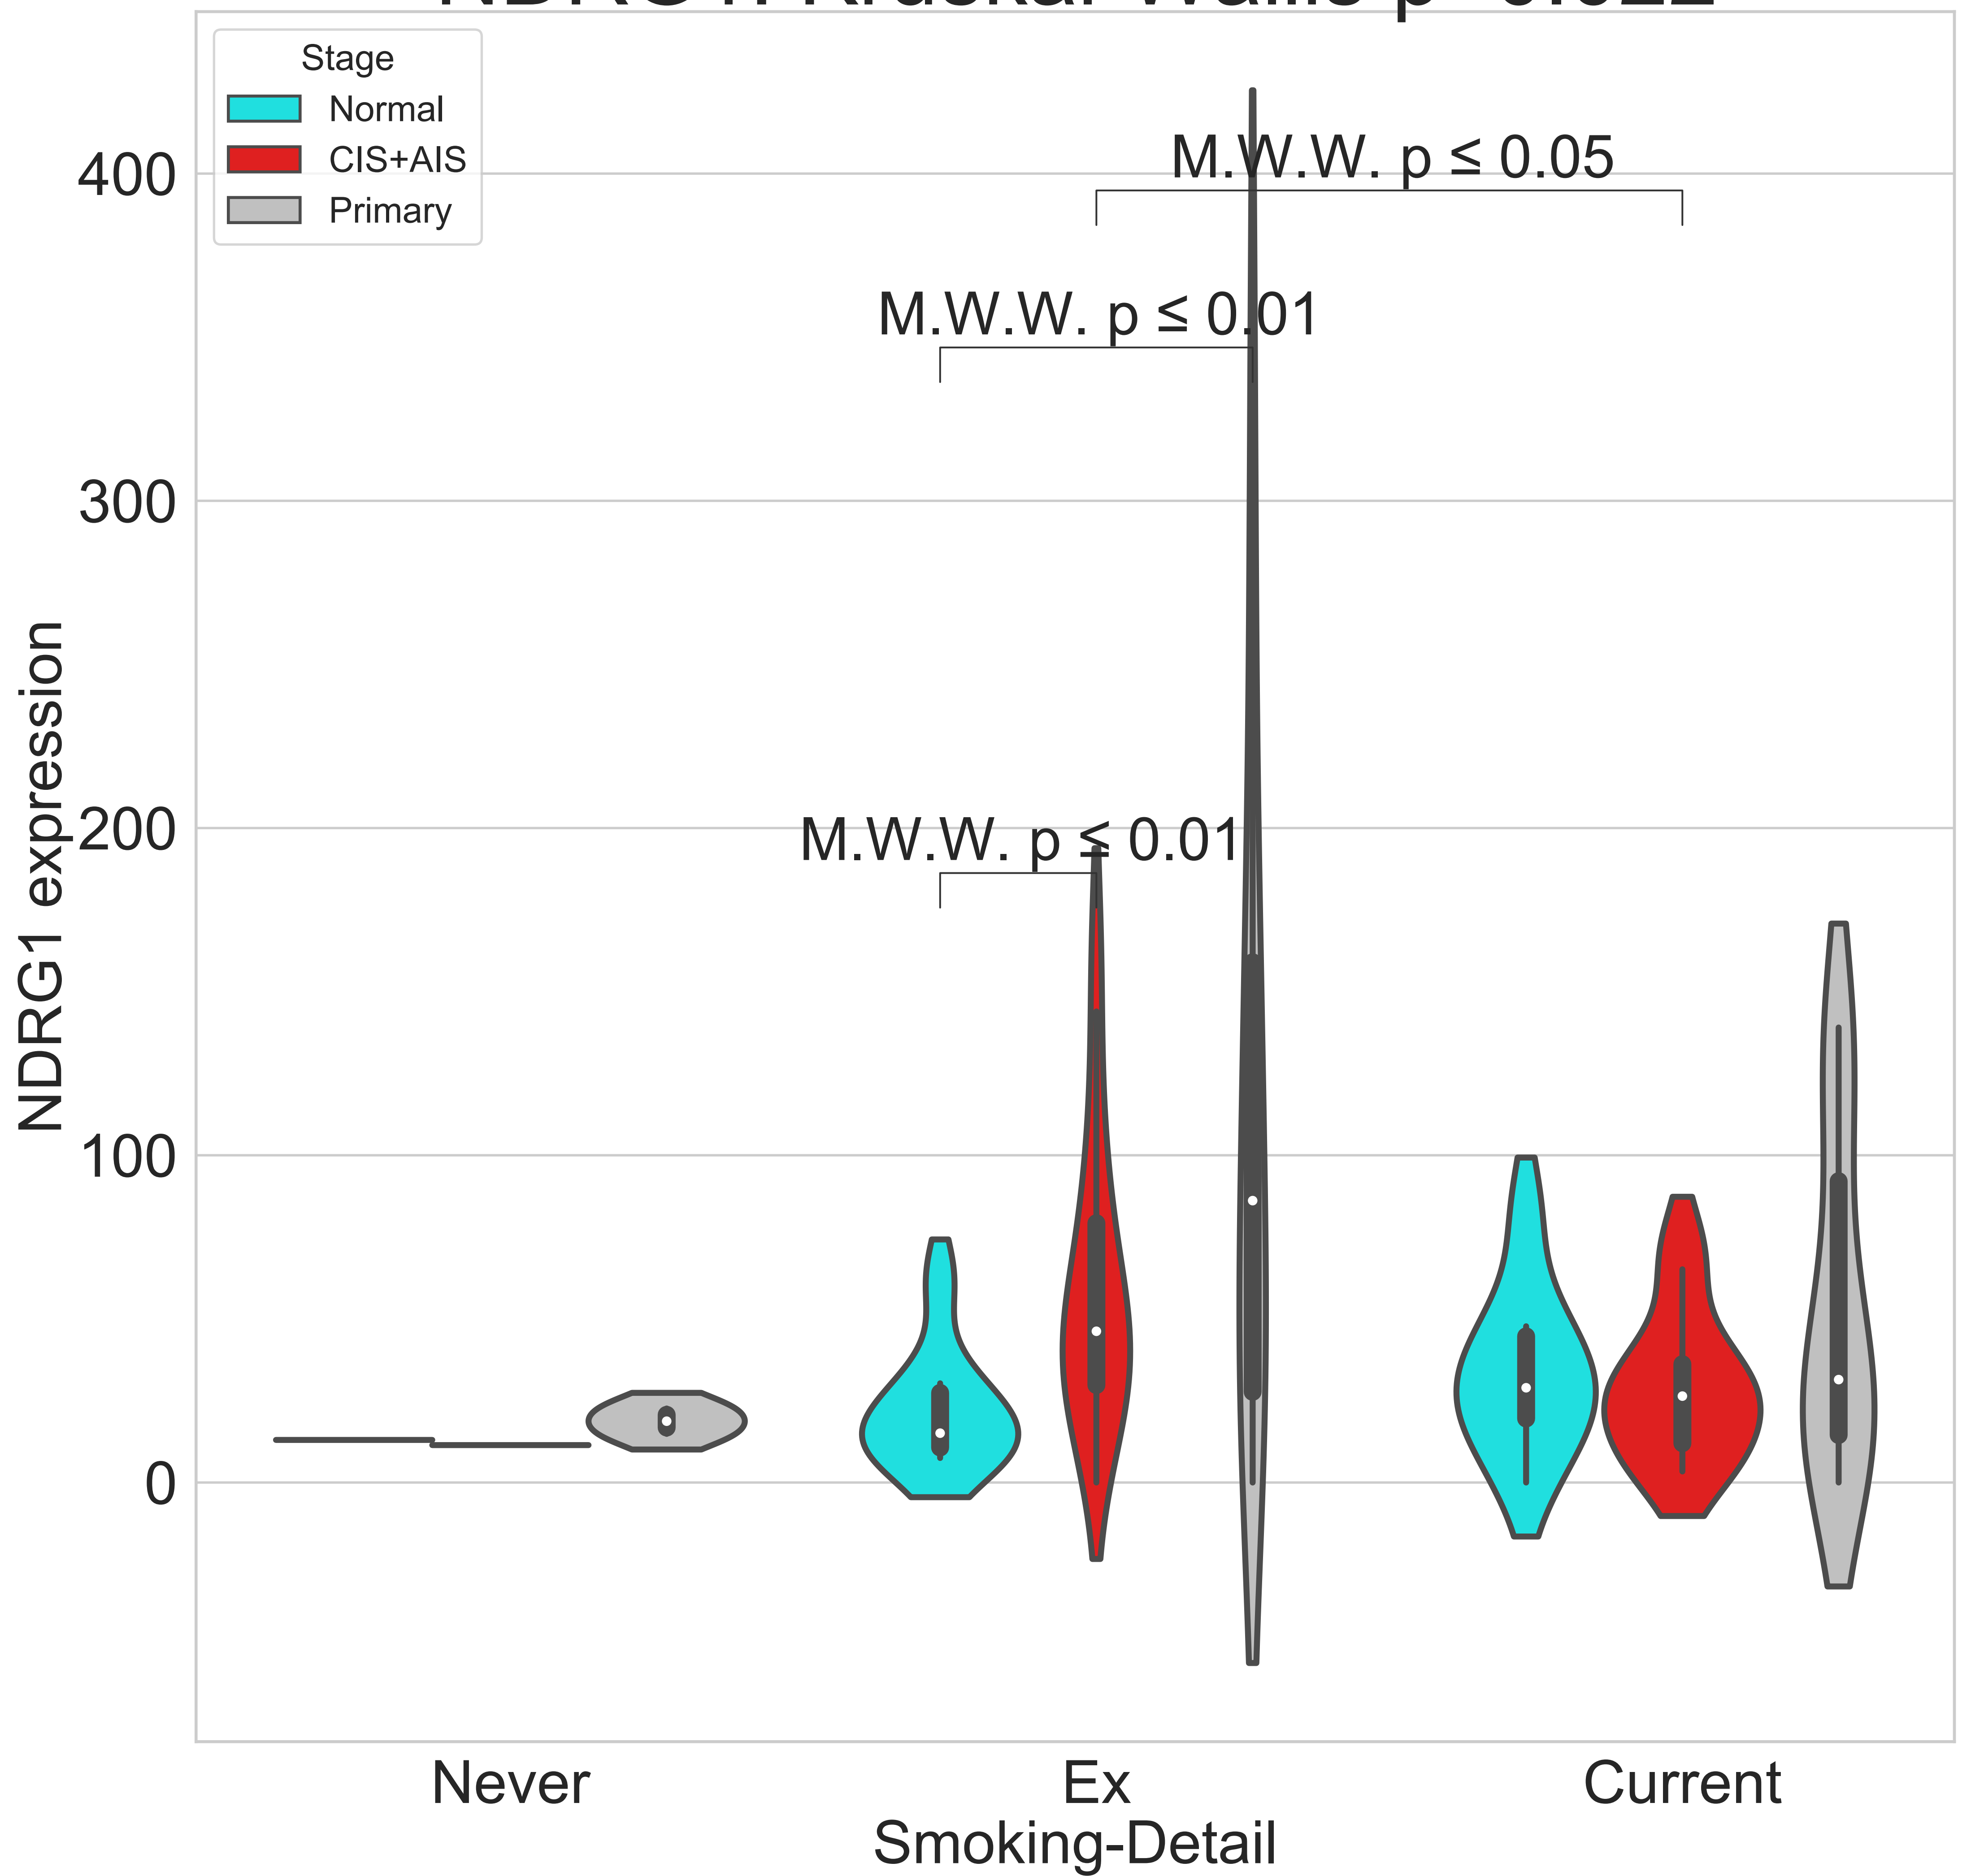 Stage
Normal
CIS+AIS
Primary
M.W.W. p ≤ 0.05
M.W.W. p ≤ 0.01
M.W.W. p ≤ 0.01
400
300
200
100
0
NDRG1 expression
Never
Ex
Current
Smoking-Detail